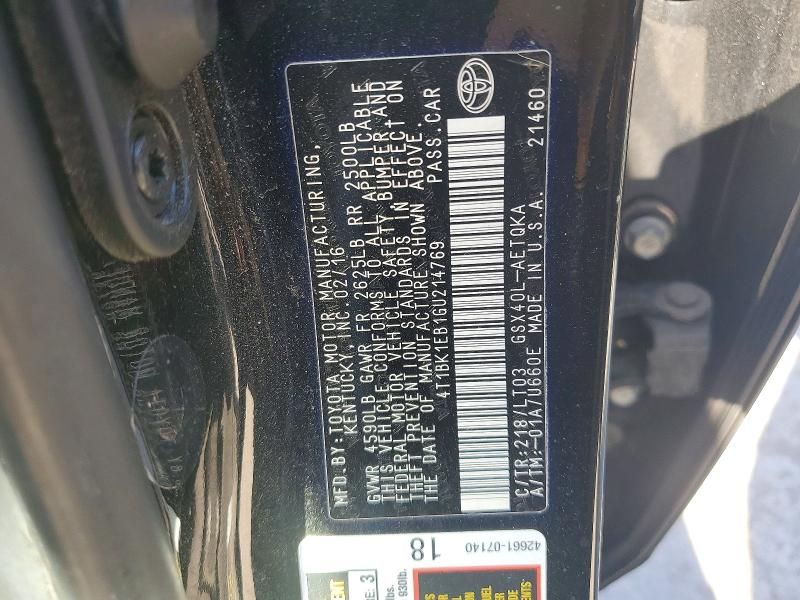 MFD. BY: TOYOTA MOTOR MANUFACTURING,
KENTUCKY, INC. 02/16
GVWR 4590LB GAWR FR 2625LB RR 2500LB
THIS VEHICLE CONFORMS TO ALL APPLICABLE
FEDERAL MOTOR VEHICLE SAFETY, BUMPER, AND
THEFT PREVENTION STANDARDS IN EFFECT ON
THE DATE OF MANUFACTURE SHOWN ABOVE.
4T1BK1EB1GU214769 PASS. CAR
C/TR:218/LT03 GSX40L-AETQKA
A/TM:-01A/U660E MADE IN U.S.A. 21460
18
42661-07140
930lb.